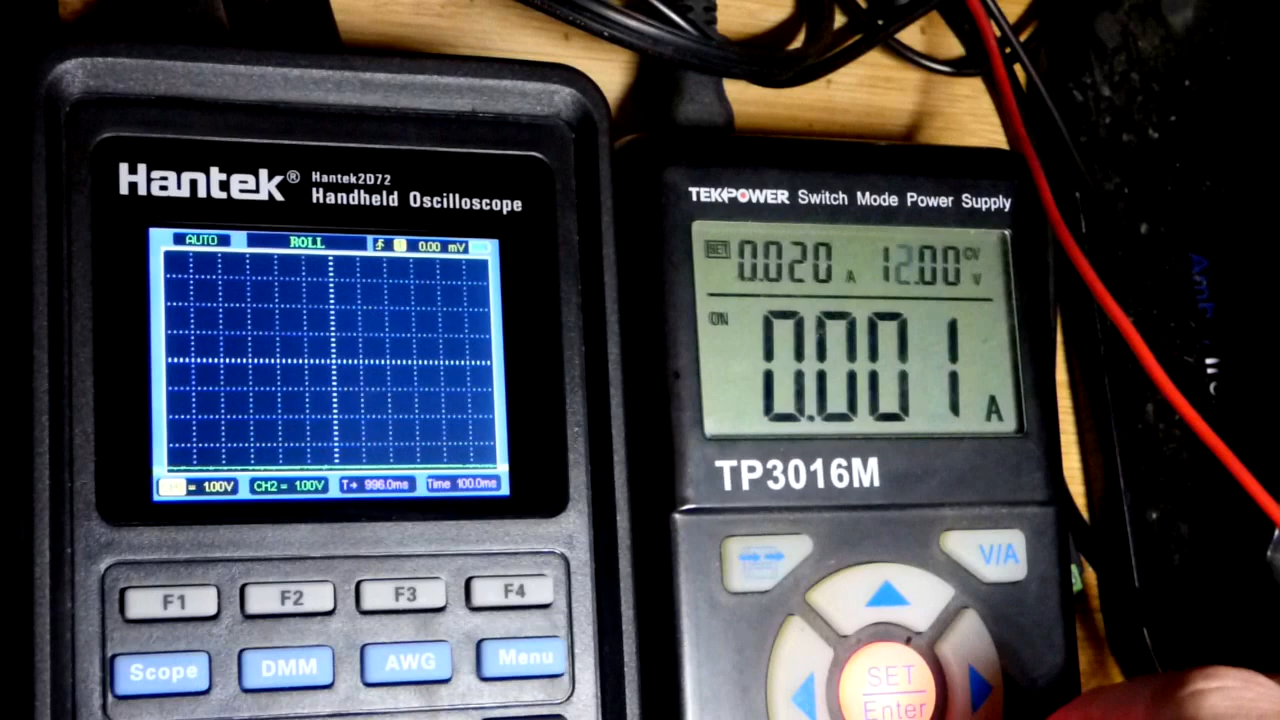 Hantek®
Hantek2D72
Handheld Oscilloscope
AUTO
ROLL
0.00 mV
= 1.00V
CH2 = 1.00V
T→ 996.0ms
Time 100.0ms
F1
F2
F3
F4
Scope
DMM
AWG
Menu
TEKPOWER Switch Mode Power Supply
SET 0.020 A 12.00 CV V
ON 0.001 A
TP3016M
V/A
SET
Enter